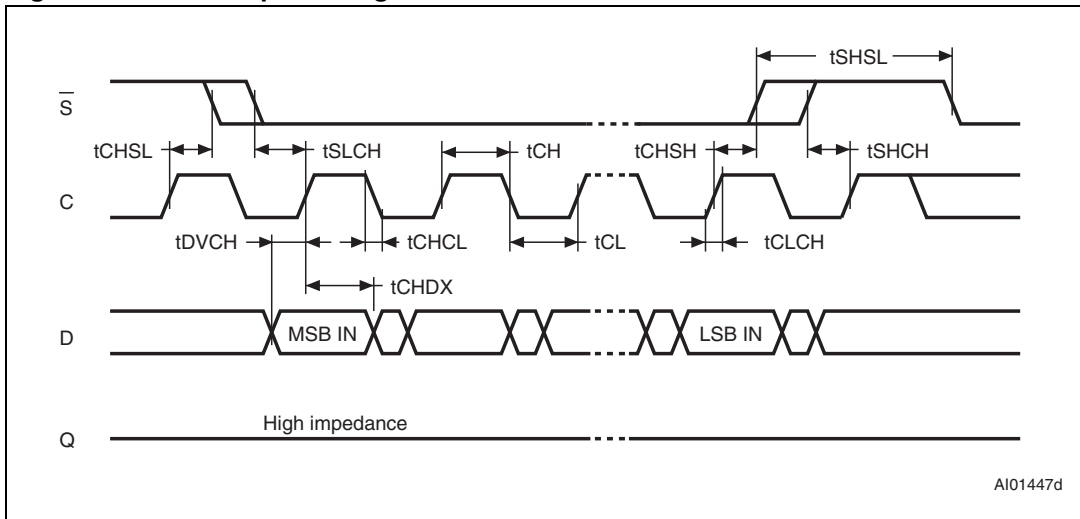 tSHSL
S
tCHSL
tSLCH
tCH
tCHSH
tSHCH
C
tDVCH
tCHCL
tCL
tCLCH
tCHDX
D
MSB IN
LSB IN
High impedance
Q
AI01447d